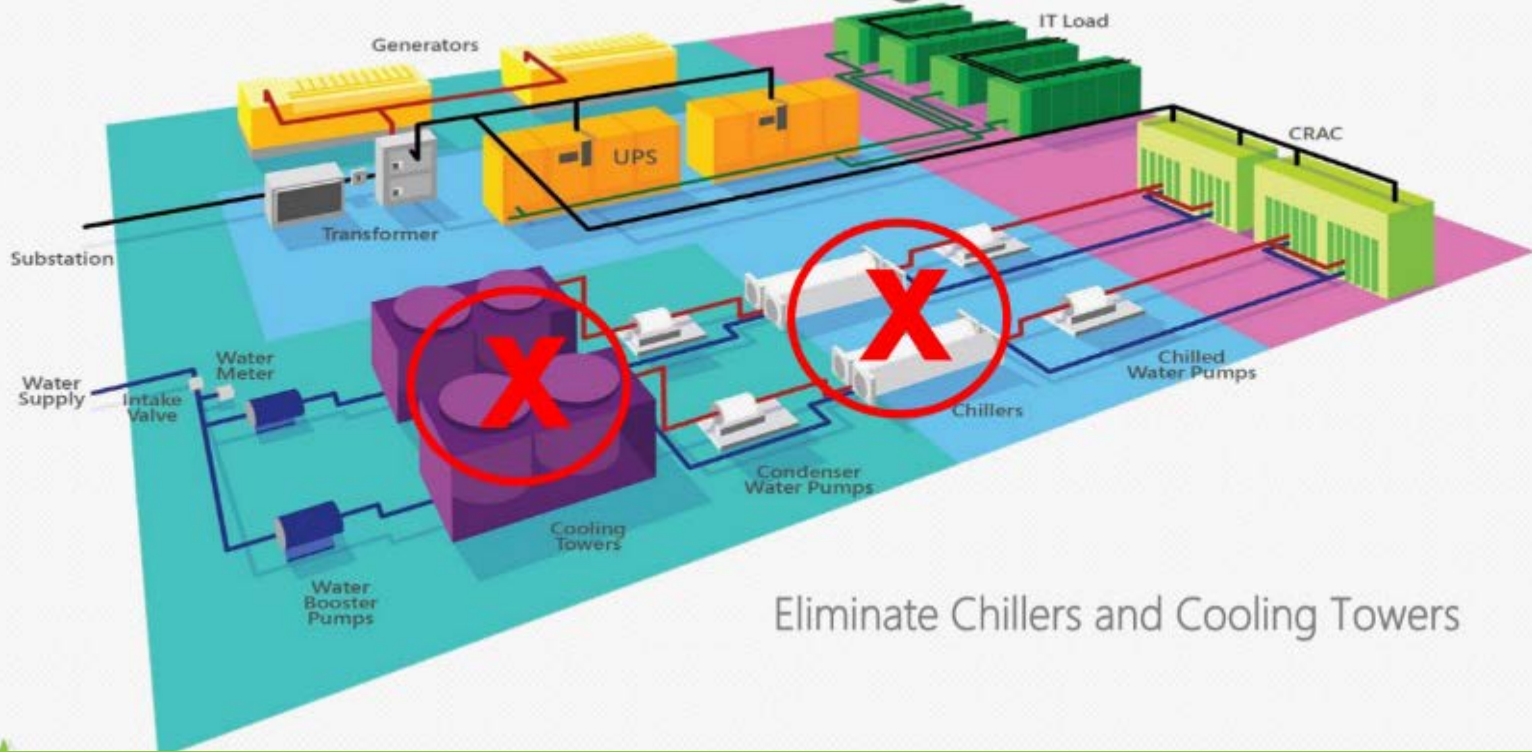 Generators
IT Load
CRAC
UPS
Transformer
Substation
Water
Meter
Water
Supply
Intake
Valve
Chilled
Water Pumps
Chillers
X
X
Condenser
Water Pumps
Cooling
Towers
Water
Booster
Pumps
Eliminate Chillers and Cooling Towers